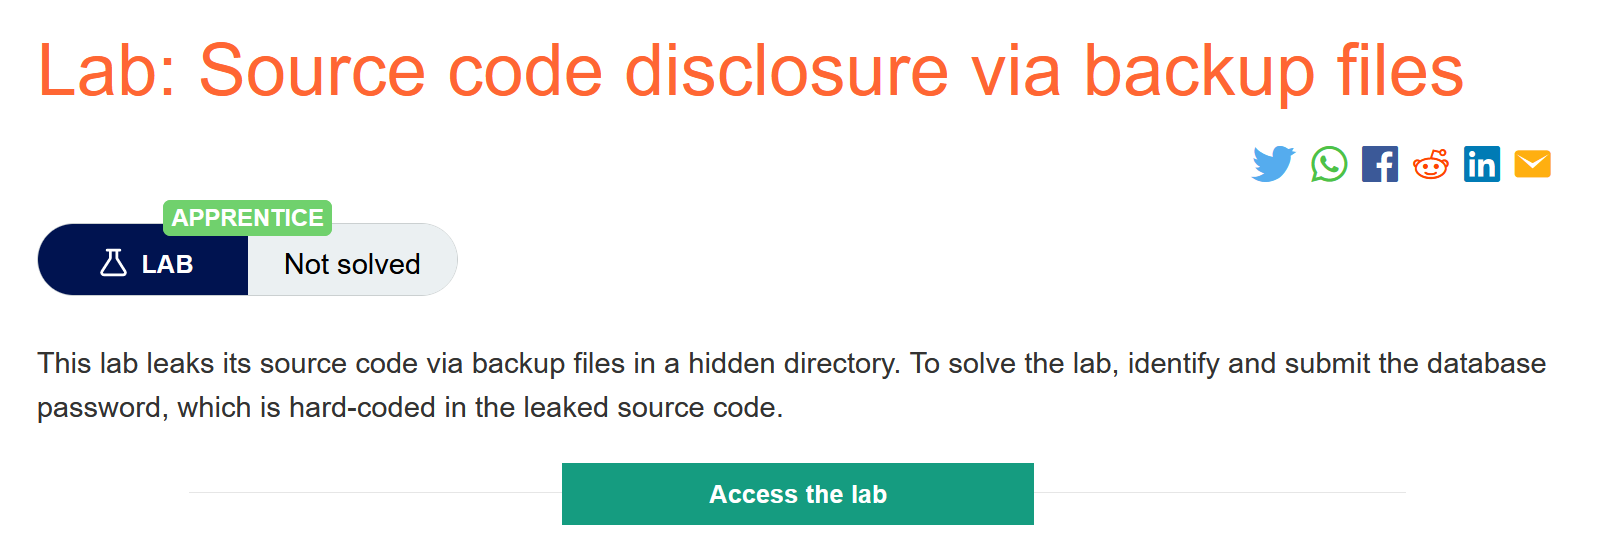 Lab: Source code disclosure via backup files
APPRENTICE
LAB
Not solved
This lab leaks its source code via backup files in a hidden directory. To solve the lab, identify and submit the database
password, which is hard-coded in the leaked source code.
Access the lab